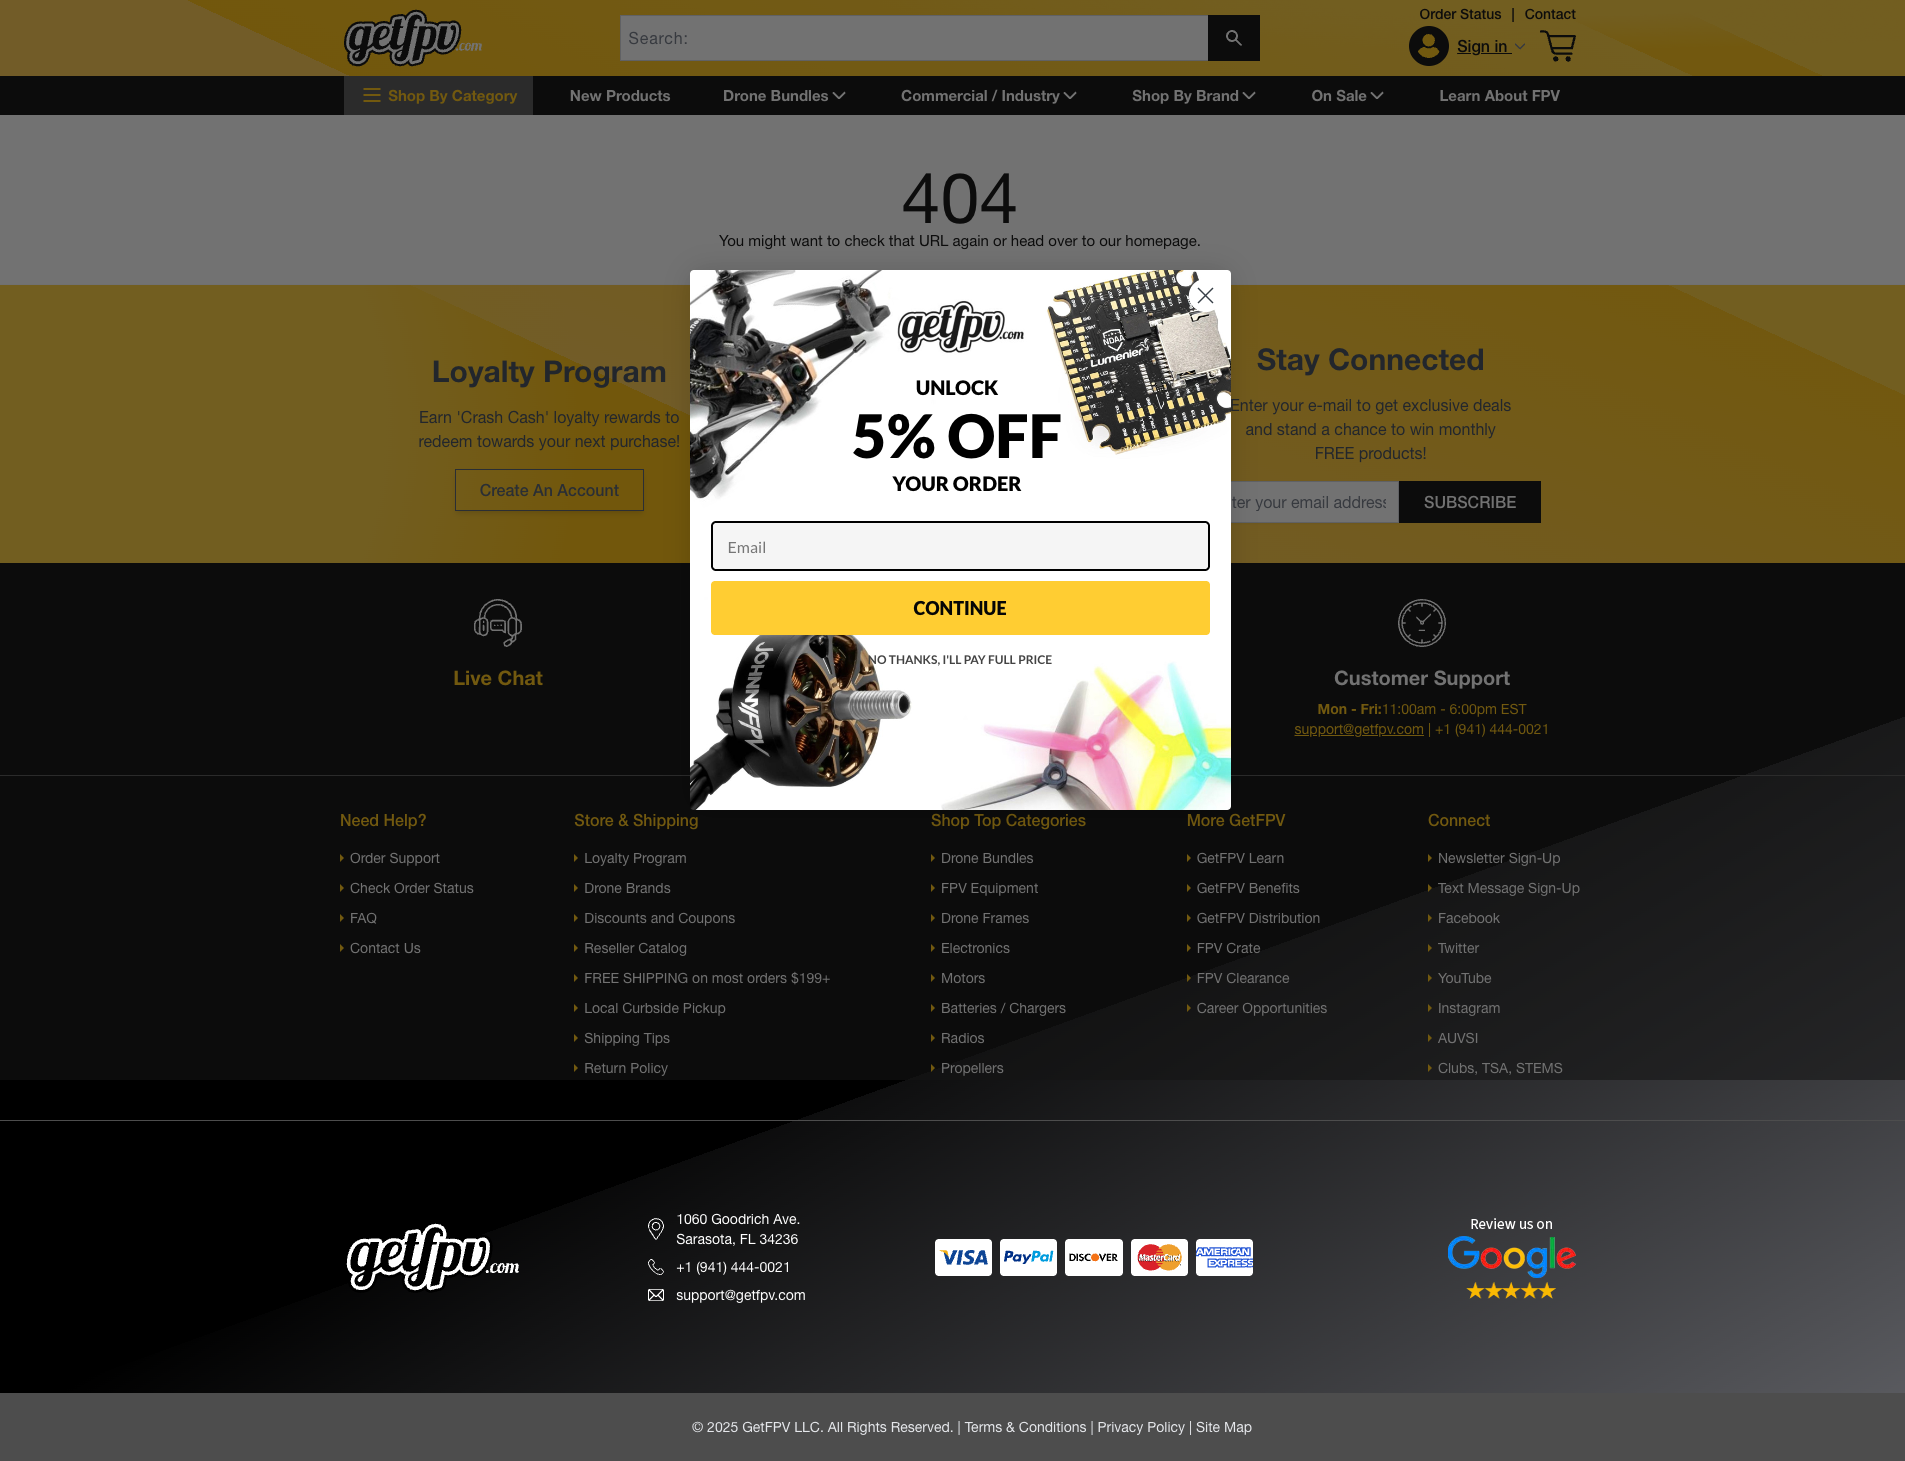 getfpv.com
Search:
Order Status | Contact
Sign in
Shop By Category
New Products
Drone Bundles
Commercial / Industry
Shop By Brand
On Sale
Learn About FPV
404
You might want to check that URL again or head over to our homepage.
Loyalty Program
Earn 'Crash Cash' loyalty rewards to
redeem towards your next purchase!
Create An Account
getfpv.com
NDAA
Lumenier
UNLOCK
5% OFF
YOUR ORDER
Email
CONTINUE
NO THANKS, I'LL PAY FULL PRICE
JOHNNYFPV
JOHNNYFPV
Stay Connected
Enter your e-mail to get exclusive deals
and stand a chance to win monthly
FREE products!
your email address
SUBSCRIBE
Live Chat
Customer Support
Mon - Fri:11:00am - 6:00pm EST
support@getfpv.com | +1 (941) 444-0021
Need Help?
Order Support
Check Order Status
FAQ
Contact Us
Store & Shipping
Loyalty Program
Drone Brands
Discounts and Coupons
Reseller Catalog
FREE SHIPPING on most orders $199+
Local Curbside Pickup
Shipping Tips
Return Policy
Shop Top Categories
Drone Bundles
FPV Equipment
Drone Frames
Electronics
Motors
Batteries / Chargers
Radios
Propellers
More GetFPV
GetFPV Learn
GetFPV Benefits
GetFPV Distribution
FPV Crate
FPV Clearance
Career Opportunities
Connect
Newsletter Sign-Up
Text Message Sign-Up
Facebook
Twitter
YouTube
Instagram
AUVSI
Clubs, TSA, STEMS
getfpv.com
1060 Goodrich Ave.
Sarasota, FL 34236
+1 (941) 444-0021
support@getfpv.com
VISA
PayPal
DISCOVER
MasterCard
AMERICAN
EXPRESS
Review us on
Google
© 2025 GetFPV LLC. All Rights Reserved. | Terms & Conditions | Privacy Policy | Site Map